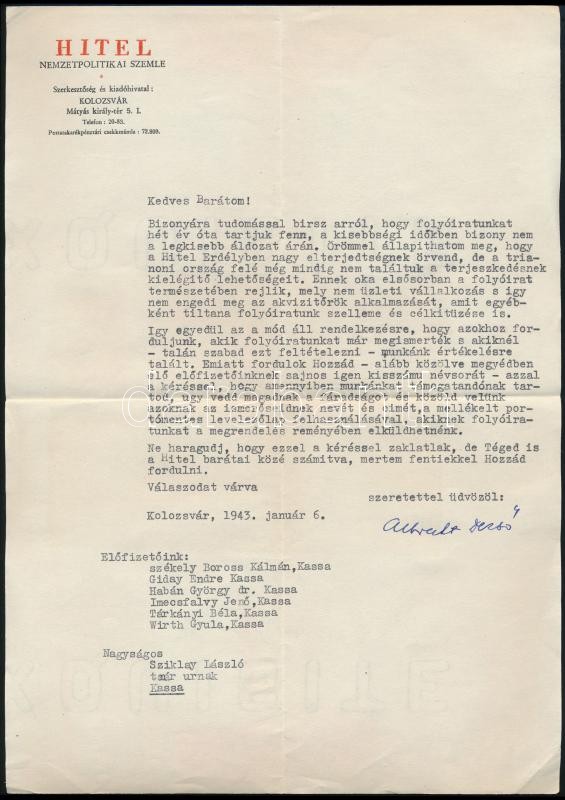 HITEL
NEMZETPOLITIKAI SZEMLE
Szerkesztőség és kiadóhivatal:
KOLOZSVÁR
Mátyás király-tér 5. I.
Telefon: 20-83.
Postatakarékpénztári csekkszámla: 72.809.
Kedves Barátom!
Bizonyára tudomással birsz arról, hogy folyóiratunkat
hét év óta tartjuk fenn, a kisebbségi időkben bizony nem
a legkisebb áldozat árán. Örömmel állapithatom meg, hogy
a Hitel Erdélyben nagy elterjedtségnek örvend, de a tria-
noni ország felé még mindig nem találtuk a terjeszkedésnek
kielégitő lehetőségeit. Ennek oka elsősorban a folyóirat
természetében rejlik, mely nem üzleti vállalkozás s igy
nem engedi meg az akvizitőrök alkalmazását, amit egyéb-
ként tiltana folyóiratunk szelleme és célkitüzése is.
Igy egyedül az a mód áll rendelkezésre, hogy azokhoz for-
duljunk, akik folyóiratunkat már megismerték s akiknél
- talán szabad ezt feltételezni - munkánk értékelésre
talált. Emiatt fordulok Hozzád - alább közölve megyédben
élő előfizetőinknek sajnos igen kisszámu névsorát - azzal
a kéréssel, hogy amennyiben munkánkat támogatandónak tar-
tod, ugy vedd magadnak a fáradságot és közöld velünk
azoknak az ismerőseidnek nevét és cimét, a mellékelt por-
tómentes levelezőlap felhasználásával, akiknek folyóira-
tunkat a megrendelés reményében elküldhetnénk.
Ne haragudj, hogy ezzel a kéréssel zaklatlak, de Téged is
a Hitel barátai közé számitva, mertem fentiekkel Hozzád
fordulni.
Válaszodat várva
szeretettel üdvözöl:
Kolozsvár, 1943. január 6.
Albrecht Dezső
Előfizetőink:
székely Boross Kálmán,Kassa
Giday Endre Kassa
Habán György dr. Kassa
Imecsfalvy Jenő,Kassa
Tárkányi Béla,Kassa
Wirth Gyula,Kassa
Nagyságos
Sziklay László
tanár urnak
Kassa